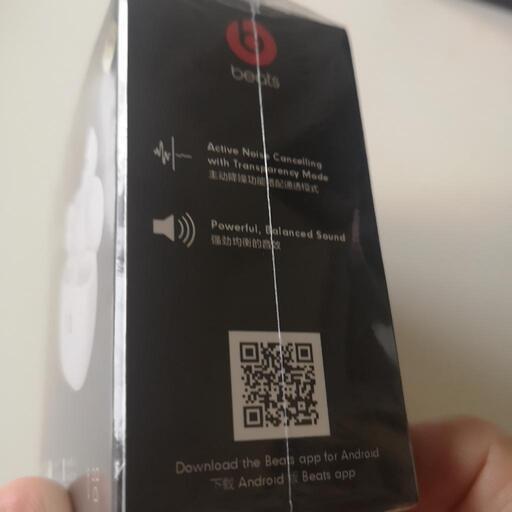 beats
Active Noise Cancelling
with Transparency Mode
主动降噪功能搭配通透模式
Powerful, Balanced Sound
强劲均衡的音效
Download the Beats app for Android
下载 Android 版 Beats app